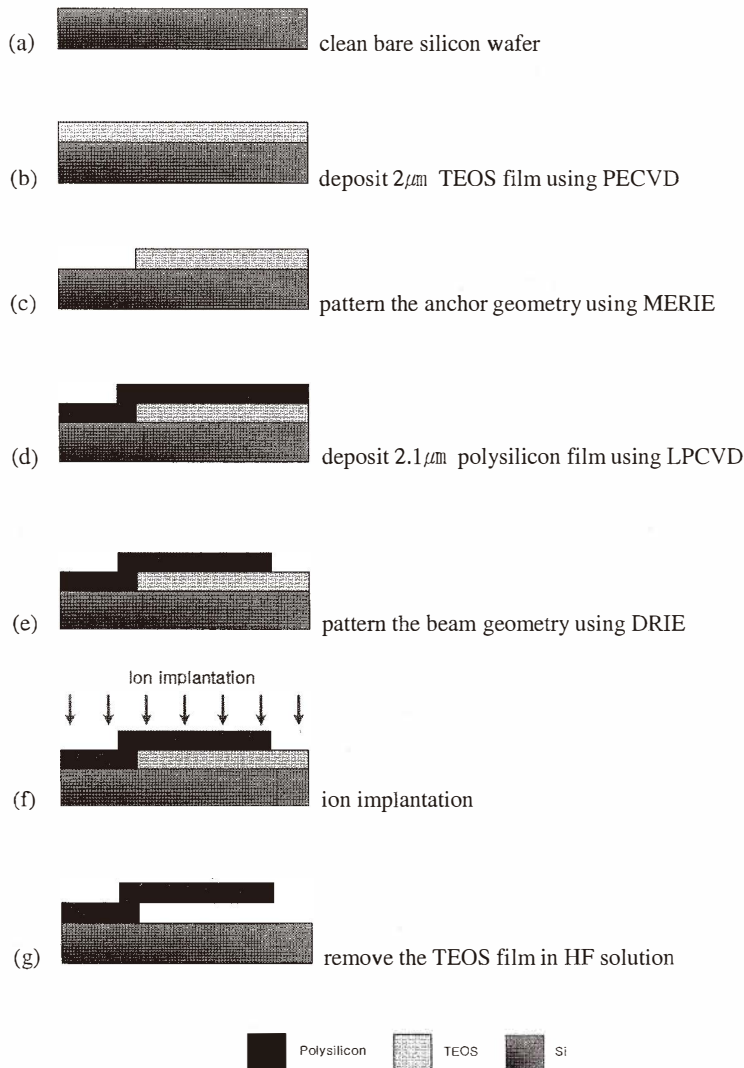 (a) clean bare silicon wafer
(b) deposit 2㎛ TEOS film using PECVD
(c) pattern the anchor geometry using MERIE
(d) deposit 2.1㎛ polysilicon film using LPCVD
(e) pattern the beam geometry using DRIE
Ion implantation
(f) ion implantation
(g) remove the TEOS film in HF solution
Polysilicon TEOS Si